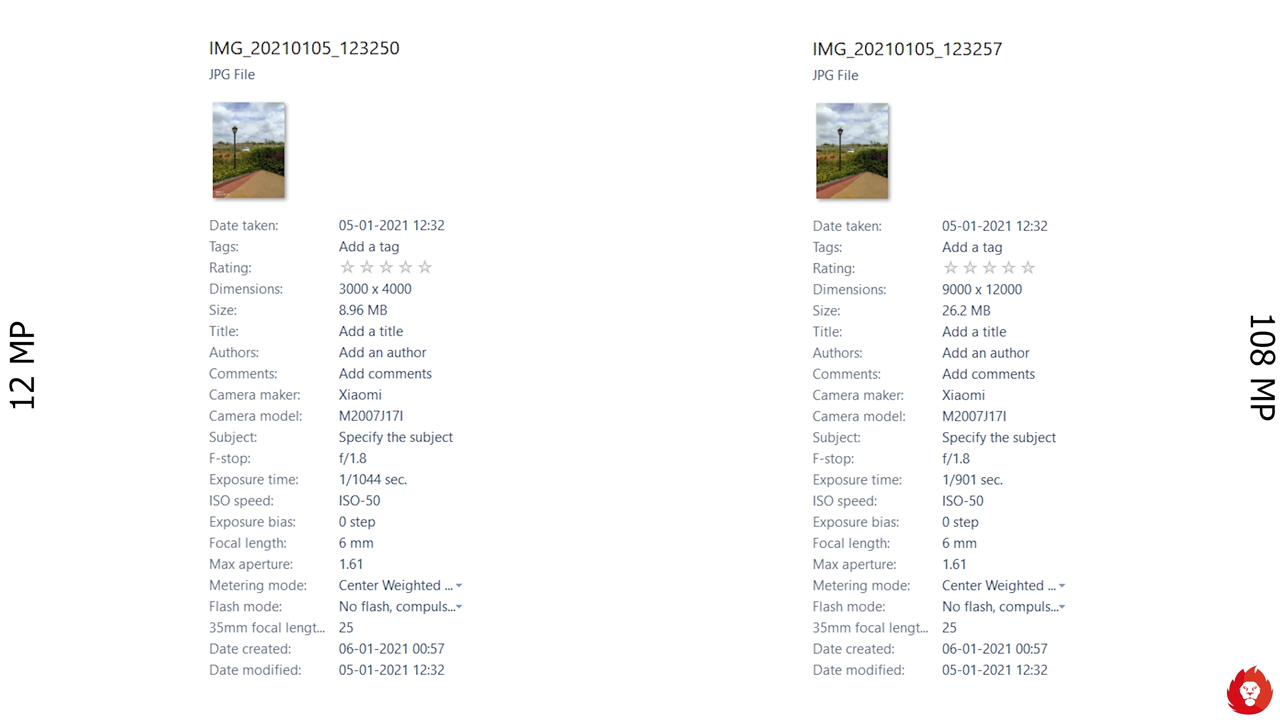 12 MP
IMG_20210105_123250
JPG File
Date taken: 05-01-2021 12:32
Tags: Add a tag
Rating: ☆ ☆ ☆ ☆ ☆
Dimensions: 3000 x 4000
Size: 8.96 MB
Title: Add a title
Authors: Add an author
Comments: Add comments
Camera maker: Xiaomi
Camera model: M2007J17I
Subject: Specify the subject
F-stop: f/1.8
Exposure time: 1/1044 sec.
ISO speed: ISO-50
Exposure bias: 0 step
Focal length: 6 mm
Max aperture: 1.61
Metering mode: Center Weighted ...
Flash mode: No flash, compuls...
35mm focal lengt... 25
Date created: 06-01-2021 00:57
Date modified: 05-01-2021 12:32
IMG_20210105_123257
JPG File
Date taken: 05-01-2021 12:32
Tags: Add a tag
Rating: ☆ ☆ ☆ ☆ ☆
Dimensions: 9000 x 12000
Size: 26.2 MB
Title: Add a title
Authors: Add an author
Comments: Add comments
Camera maker: Xiaomi
Camera model: M2007J17I
Subject: Specify the subject
F-stop: f/1.8
Exposure time: 1/901 sec.
ISO speed: ISO-50
Exposure bias: 0 step
Focal length: 6 mm
Max aperture: 1.61
Metering mode: Center Weighted ...
Flash mode: No flash, compuls...
35mm focal lengt... 25
Date created: 06-01-2021 00:57
Date modified: 05-01-2021 12:32
108 MP